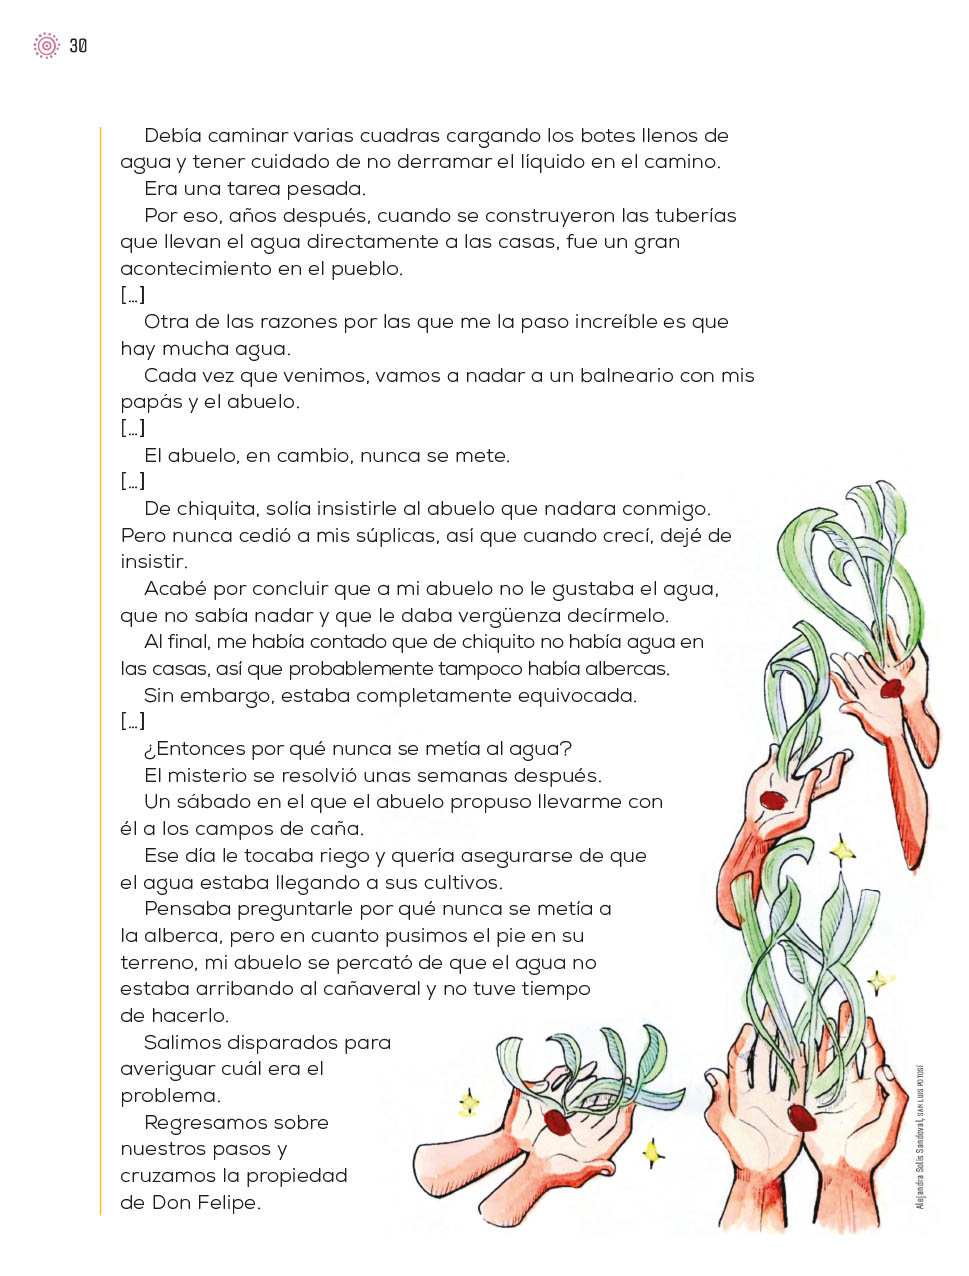 30
Debía caminar varias cuadras cargando los botes llenos de
agua y tener cuidado de no derramar el líquido en el camino.
Era una tarea pesada.
Por eso, años después, cuando se construyeron las tuberías
que llevan el agua directamente a las casas, fue un gran
acontecimiento en el pueblo.
[…]
Otra de las razones por las que me la paso increíble es que
hay mucha agua.
Cada vez que venimos, vamos a nadar a un balneario con mis
papás y el abuelo.
[…]
El abuelo, en cambio, nunca se mete.
[…]
De chiquita, solía insistirle al abuelo que nadara conmigo.
Pero nunca cedió a mis súplicas, así que cuando crecí, dejé de
insistir.
Acabé por concluir que a mi abuelo no le gustaba el agua,
que no sabía nadar y que le daba vergüenza decírmelo.
Al final, me había contado que de chiquito no había agua en
las casas, así que probablemente tampoco había albercas.
Sin embargo, estaba completamente equivocada.
[…]
¿Entonces por qué nunca se metía al agua?
El misterio se resolvió unas semanas después.
Un sábado en el que el abuelo propuso llevarme con
él a los campos de caña.
Ese día le tocaba riego y quería asegurarse de que
el agua estaba llegando a sus cultivos.
Pensaba preguntarle por qué nunca se metía a
la alberca, pero en cuanto pusimos el pie en su
terreno, mi abuelo se percató de que el agua no
estaba arribando al cañaveral y no tuve tiempo
de hacerlo.
Salimos disparados para
averiguar cuál era el
problema.
Regresamos sobre
nuestros pasos y
cruzamos la propiedad
de Don Felipe.
Alejandra Solís Sandoval, SAN LUIS POTOSÍ